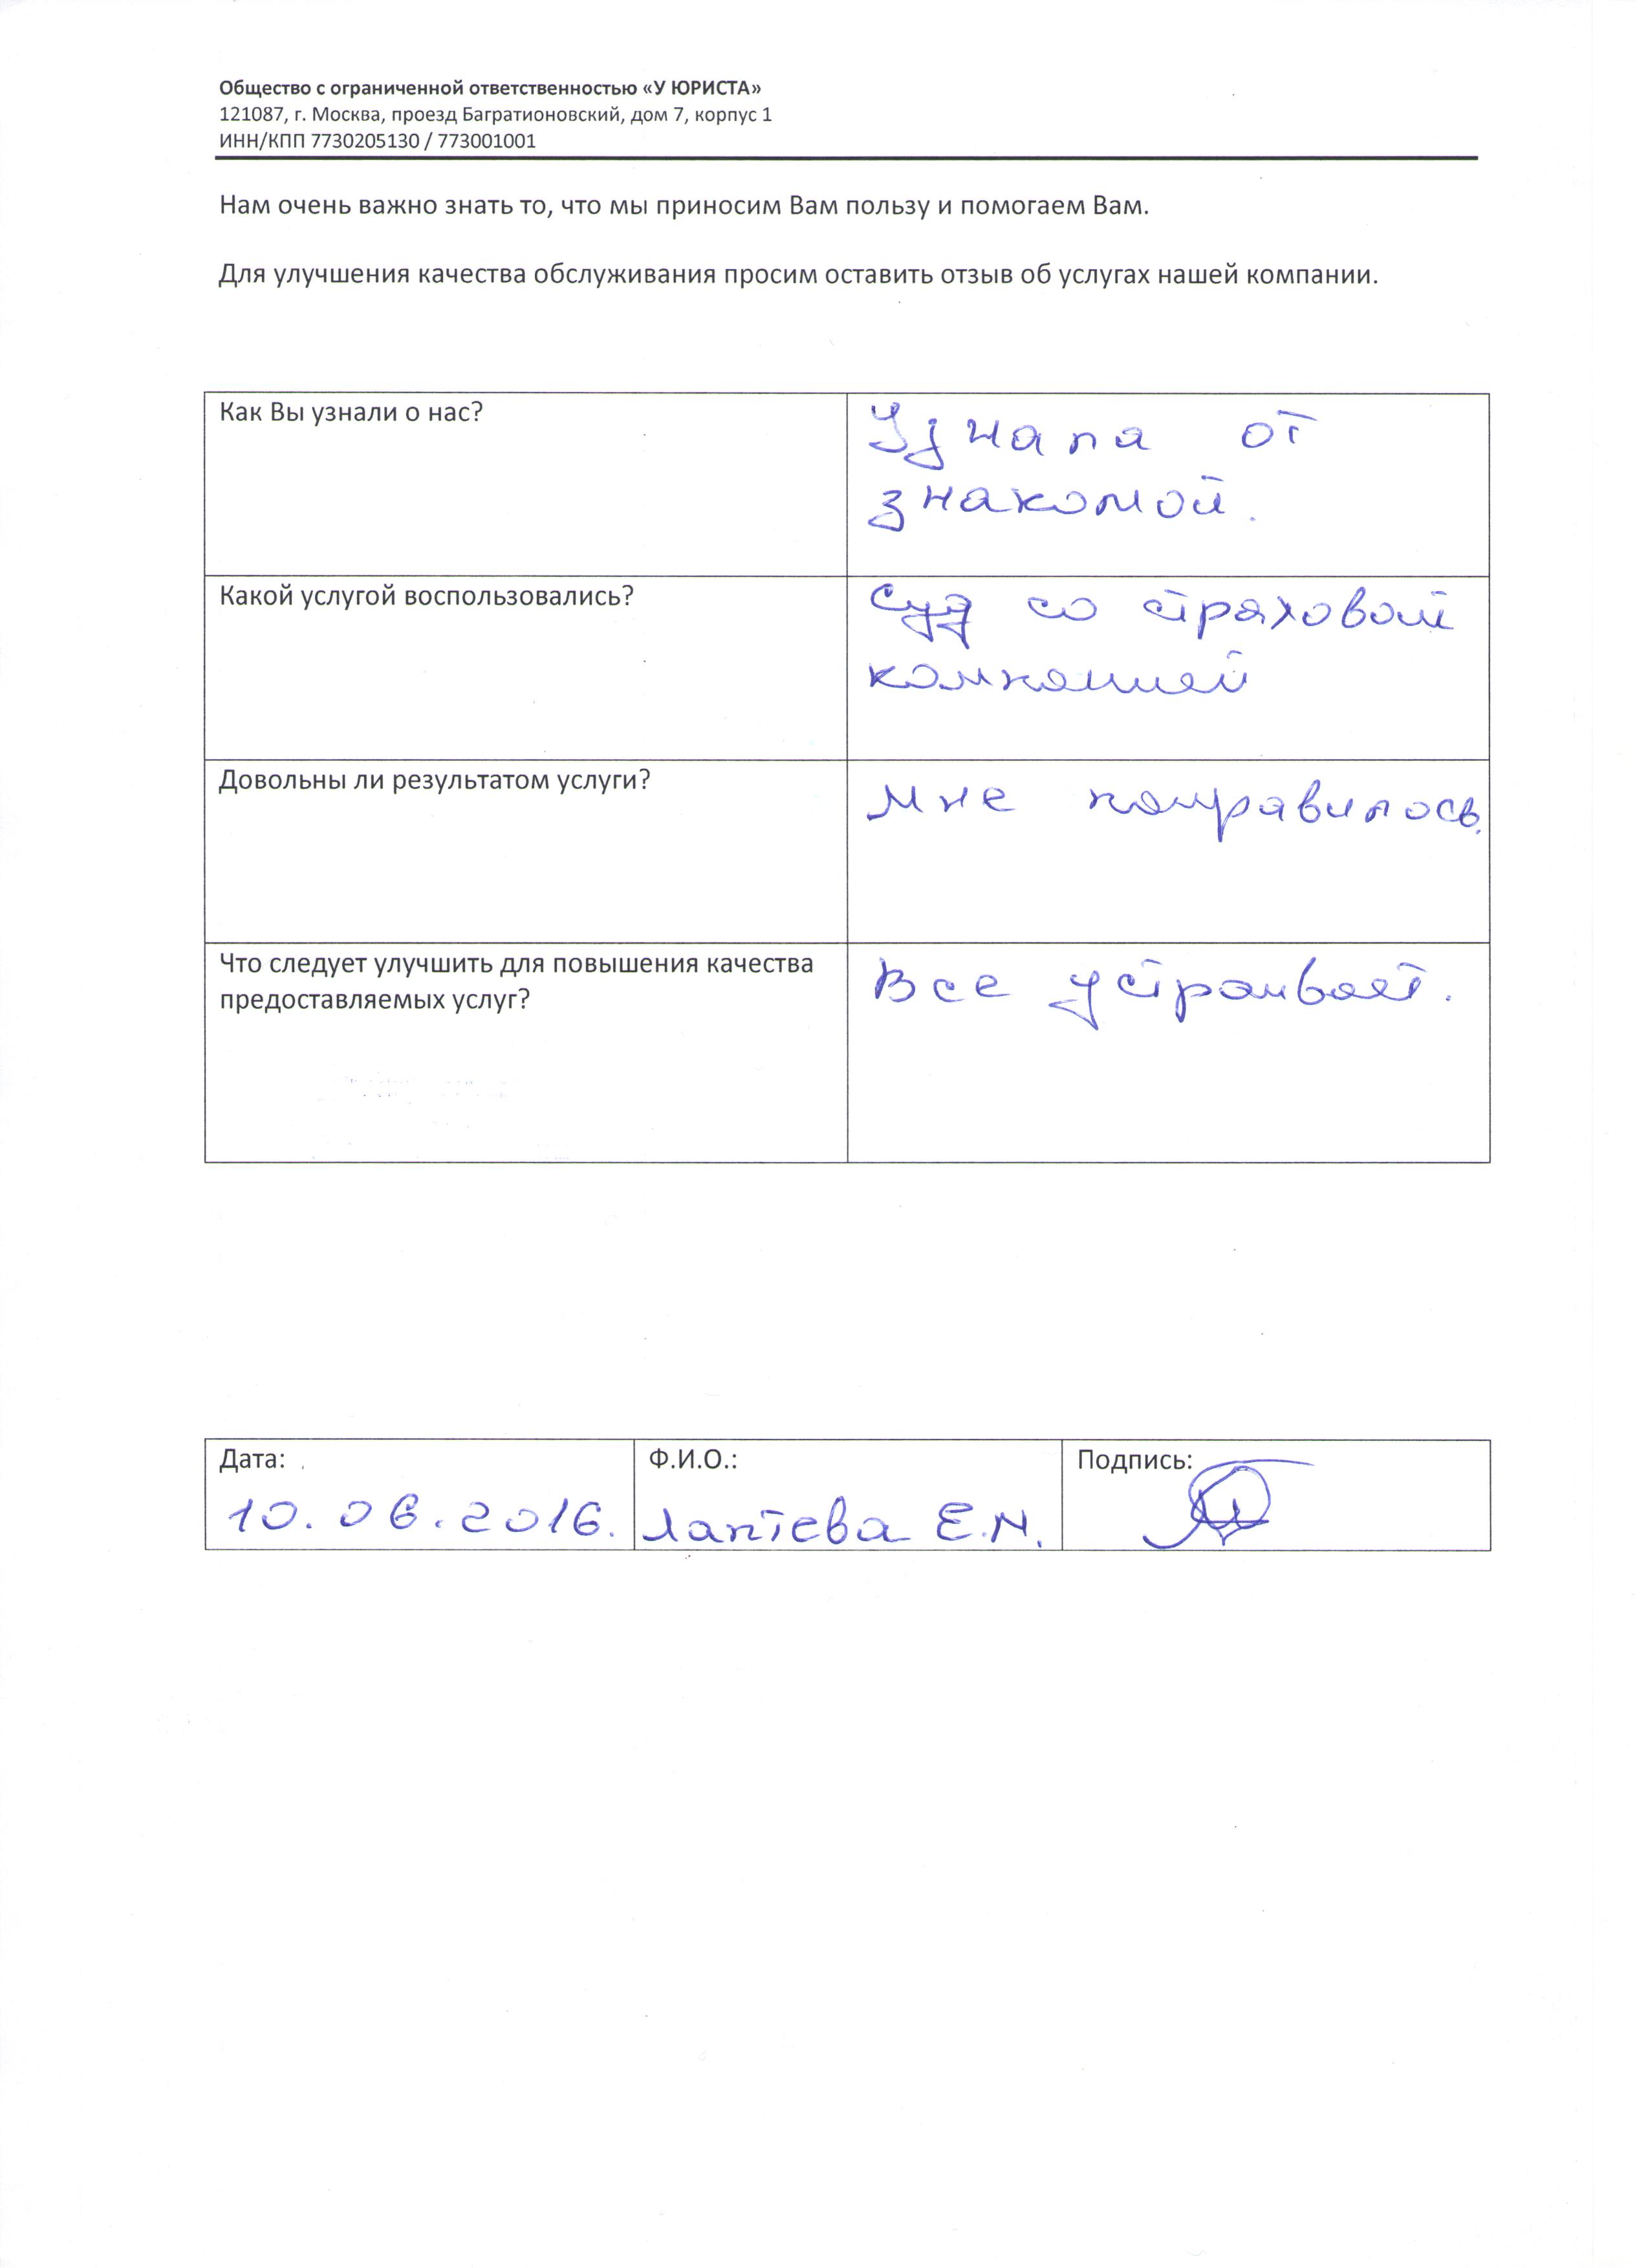 Общество с ограниченной ответственностью «У ЮРИСТА»
121087, г. Москва, проезд Багратионовский, дом 7, корпус 1
ИНН/КПП 7730205130 / 773001001
Нам очень важно знать то, что мы приносим Вам пользу и помогаем Вам.
Для улучшения качества обслуживания просим оставить отзыв об услугах нашей компании.
Как Вы узнали о нас?
Узнала от
знакомой.
Какой услугой воспользовались?
Суд со страховой
компанией
Довольны ли результатом услуги?
Мне понравилось.
Что следует улучшить для повышения качества
предоставляемых услуг?
Все устраивает.
Дата:
10.06.2016.
Ф.И.О.:
Лаптева Е.М.
Подпись: